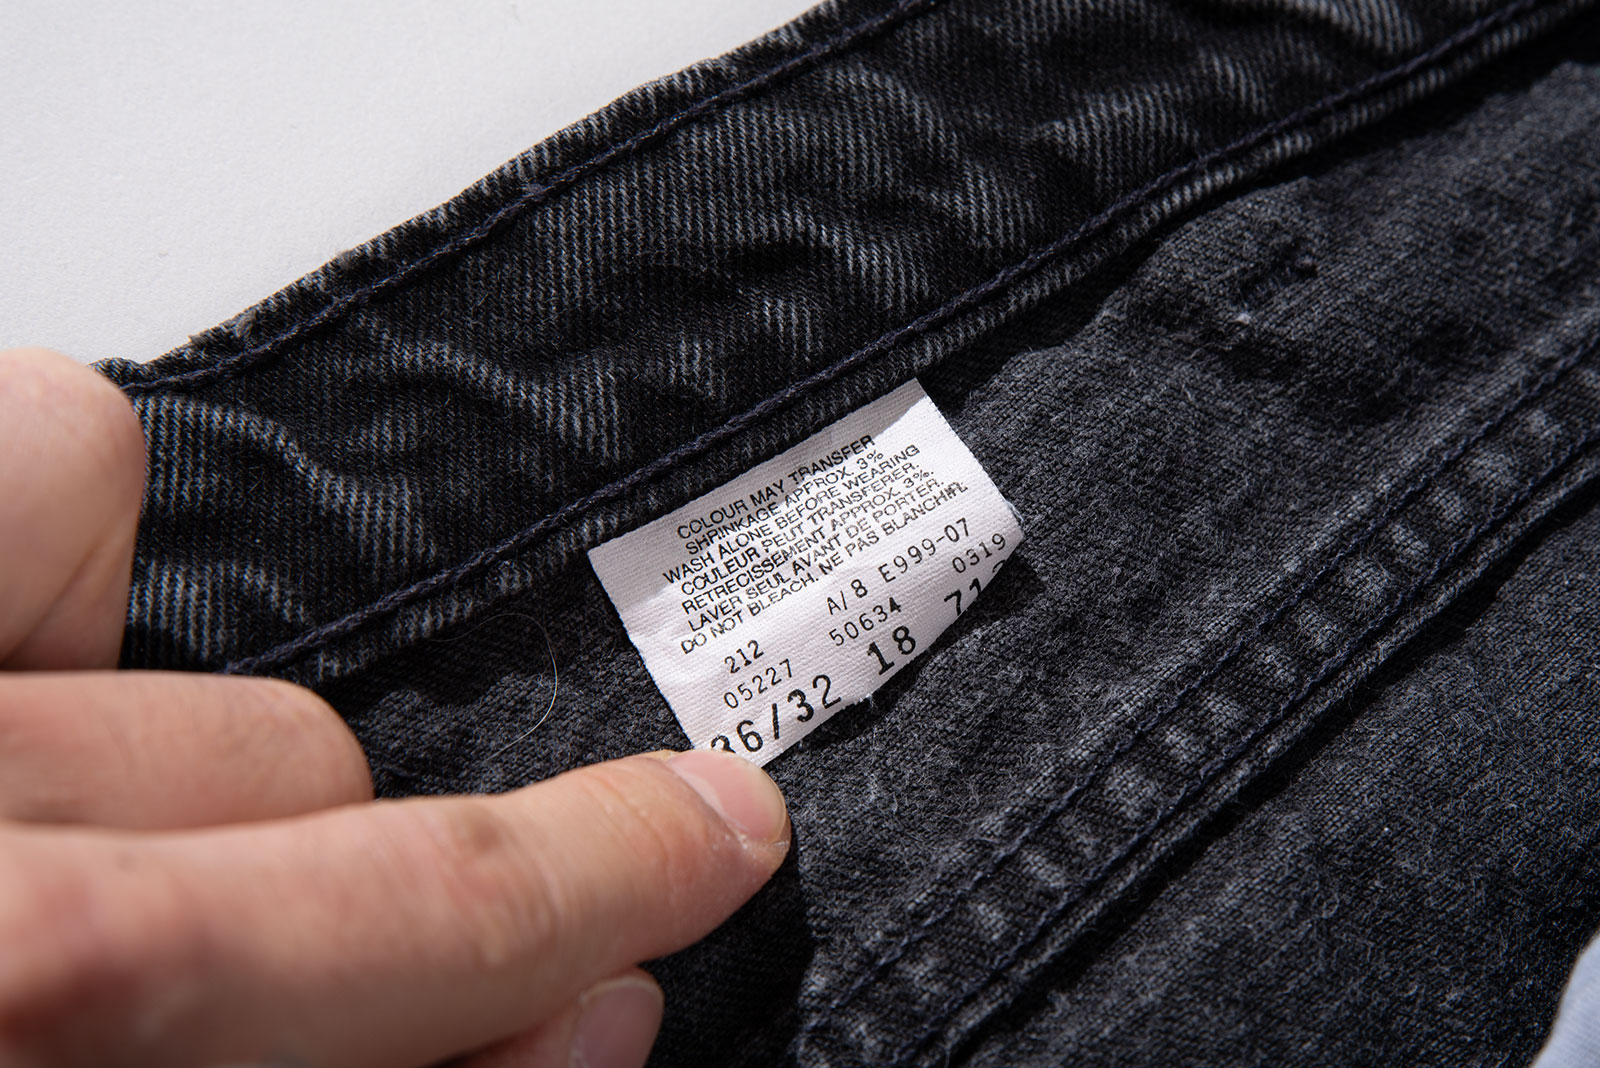 COLOUR MAY TRANSFER
SHRINKAGE APPROX. 3%
WASH ALONE BEFORE WEARING
COULEUR PEUT TRANSFERER.
RETRECISSEMENT APPROX. 3%.
LAVER SEUL AVANT DE PORTER.
DO NOT BLEACH. NE PAS BLANCHIR.
212 A/8 E999-07
05227 50634 0319
36/32 18